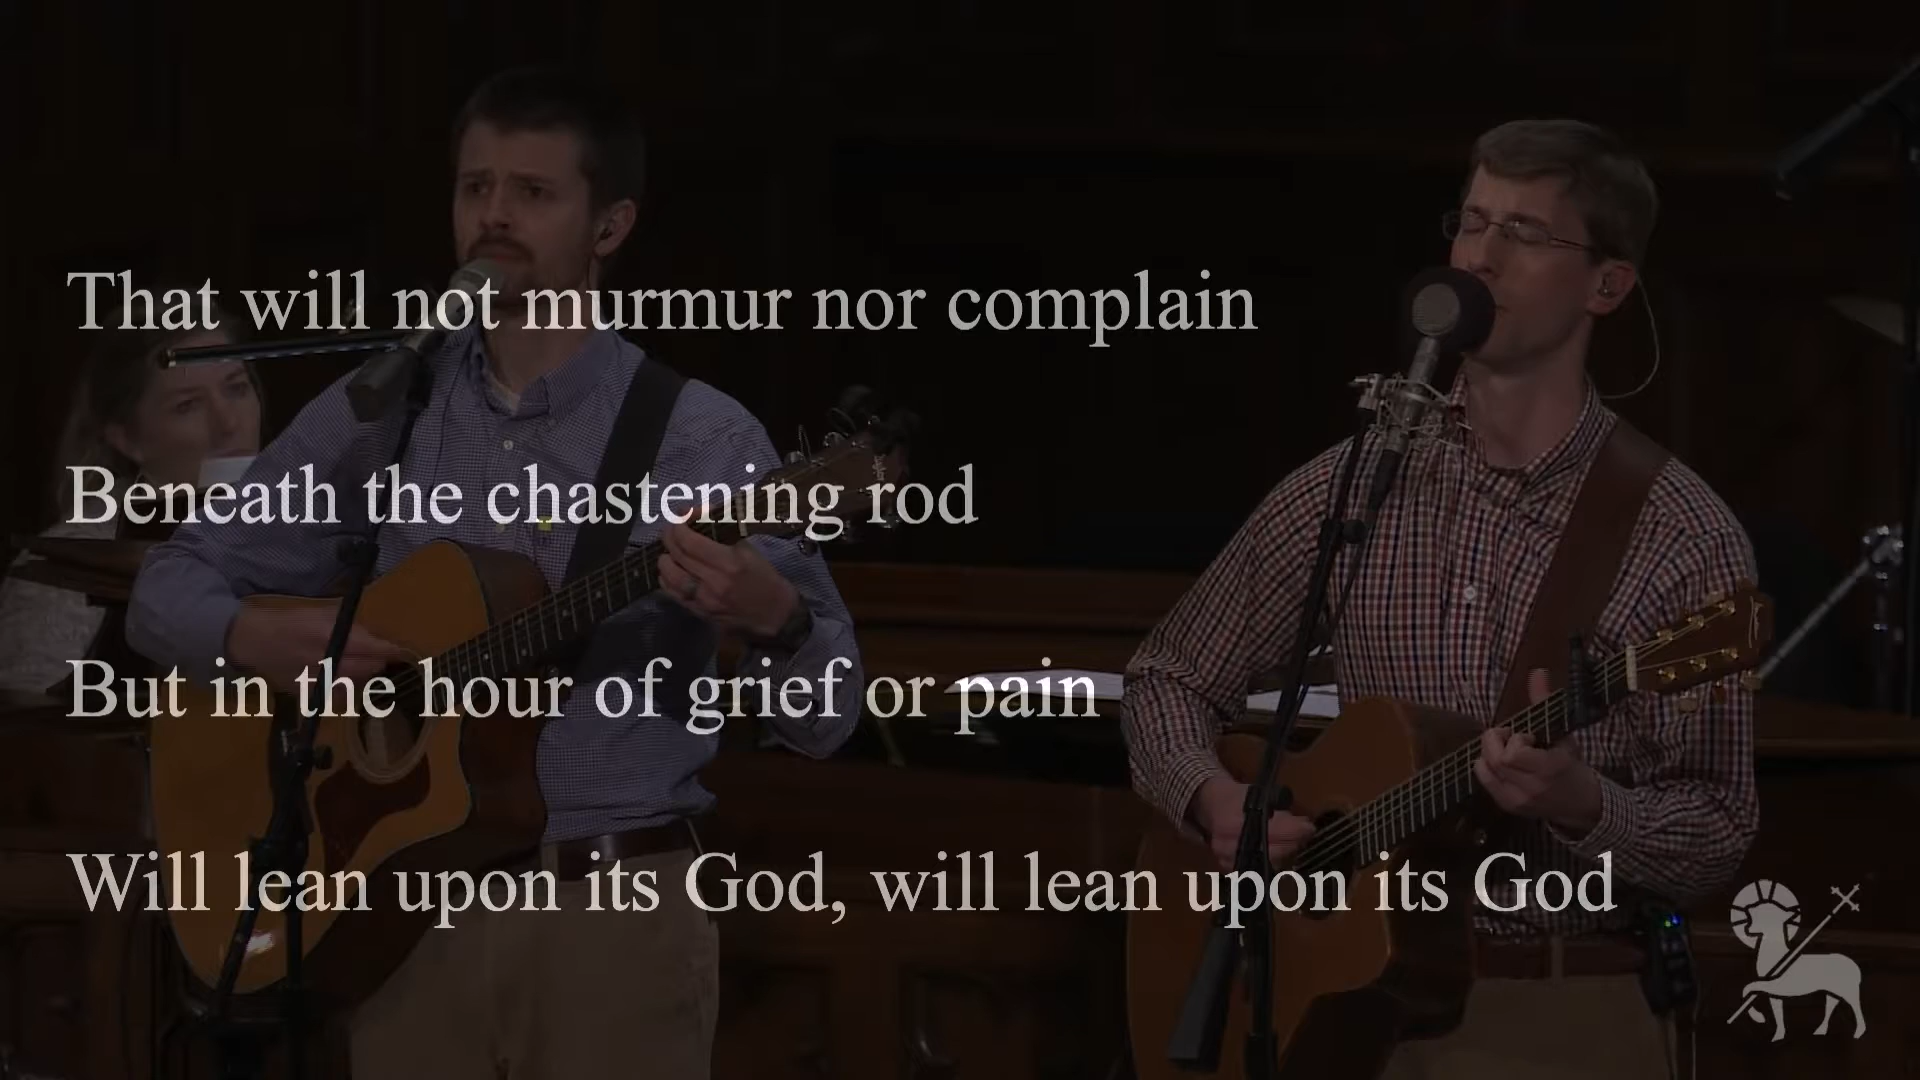 That will not murmur nor complain
Beneath the chastening rod
But in the hour of grief or pain
Will lean upon its God, will lean upon its God